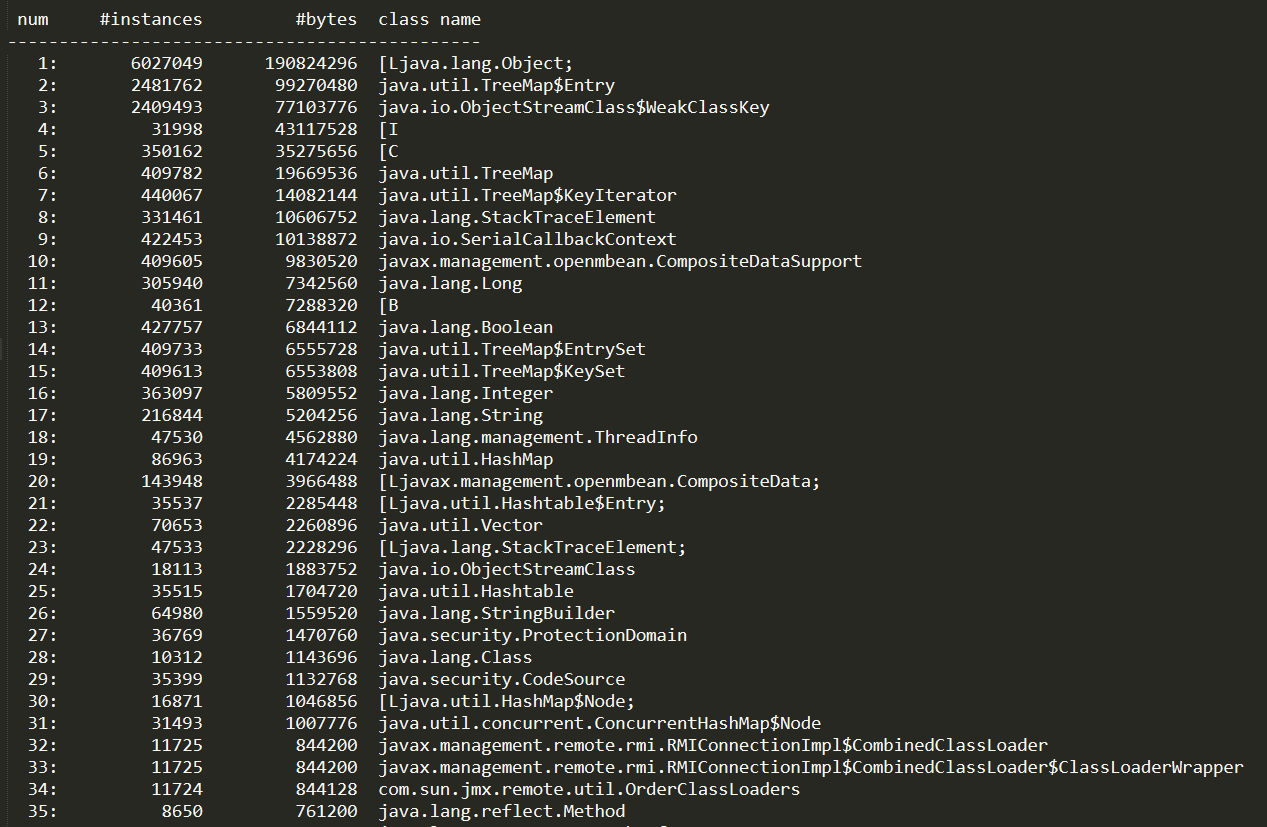 num #instances #bytes class name
----------------------------------------------
1: 6027049 190824296 [Ljava.lang.Object;
2: 2481762 99270480 java.util.TreeMap$Entry
3: 2409493 77103776 java.io.ObjectStreamClass$WeakClassKey
4: 31998 43117528 [I
5: 350162 35275656 [C
6: 409782 19669536 java.util.TreeMap
7: 440067 14082144 java.util.TreeMap$KeyIterator
8: 331461 10606752 java.lang.StackTraceElement
9: 422453 10138872 java.io.SerialCallbackContext
10: 409605 9830520 javax.management.openmbean.CompositeDataSupport
11: 305940 7342560 java.lang.Long
12: 40361 7288320 [B
13: 427757 6844112 java.lang.Boolean
14: 409733 6555728 java.util.TreeMap$EntrySet
15: 409613 6553808 java.util.TreeMap$KeySet
16: 363097 5809552 java.lang.Integer
17: 216844 5204256 java.lang.String
18: 47530 4562880 java.lang.management.ThreadInfo
19: 86963 4174224 java.util.HashMap
20: 143948 3966488 [Ljavax.management.openmbean.CompositeData;
21: 35537 2285448 [Ljava.util.Hashtable$Entry;
22: 70653 2260896 java.util.Vector
23: 47533 2228296 [Ljava.lang.StackTraceElement;
24: 18113 1883752 java.io.ObjectStreamClass
25: 35515 1704720 java.util.Hashtable
26: 64980 1559520 java.lang.StringBuilder
27: 36769 1470760 java.security.ProtectionDomain
28: 10312 1143696 java.lang.Class
29: 35399 1132768 java.security.CodeSource
30: 16871 1046856 [Ljava.util.HashMap$Node;
31: 31493 1007776 java.util.concurrent.ConcurrentHashMap$Node
32: 11725 844200 javax.management.remote.rmi.RMIConnectionImpl$CombinedClassLoader
33: 11725 844200 javax.management.remote.rmi.RMIConnectionImpl$CombinedClassLoader$ClassLoaderWrapper
34: 11724 844128 com.sun.jmx.remote.util.OrderClassLoaders
35: 8650 761200 java.lang.reflect.Method